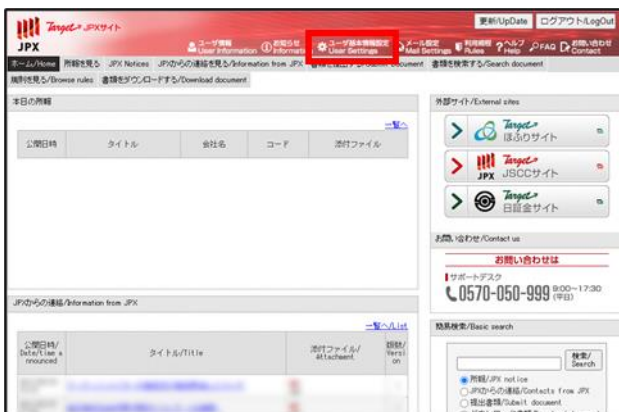 更新/UpDate ログアウト/LogOut
JPX
Target JPXサイト
ユーザ情報 User Information
お知らせ
ユーザ基本情報設定 User Settings
メール設定 Mail Settings
利用規程 Rules
ヘルプ Help
FAQ
お問い合わせ Contact
ホーム/Home 所報を見る JPX Notices JPXからの連絡を見る/Information from JPX 書類を検索する/Search document
規則を見る/Browse rules 書類をダウンロードする/Download document
本日の所報
一覧へ
公開日時 タイトル 会社名 コード 添付ファイル
外部サイト/External sites
Target ほふりサイト
JPX Target JSCCサイト
Target 日証金サイト
お問い合わせ/Contact us
お問い合わせは
サポートデスク
0570-050-999 9:00~17:30 (平日)
JPXからの連絡/Information from JPX
一覧へ/List
公開日時/Date/time announced タイトル/Title 添付ファイル/Attachment 版数/Version
簡易検索/Basic search
検索/Search
所報/JPX notice
JPXからの連絡/Contacts from JPX
提出書類/Submit document